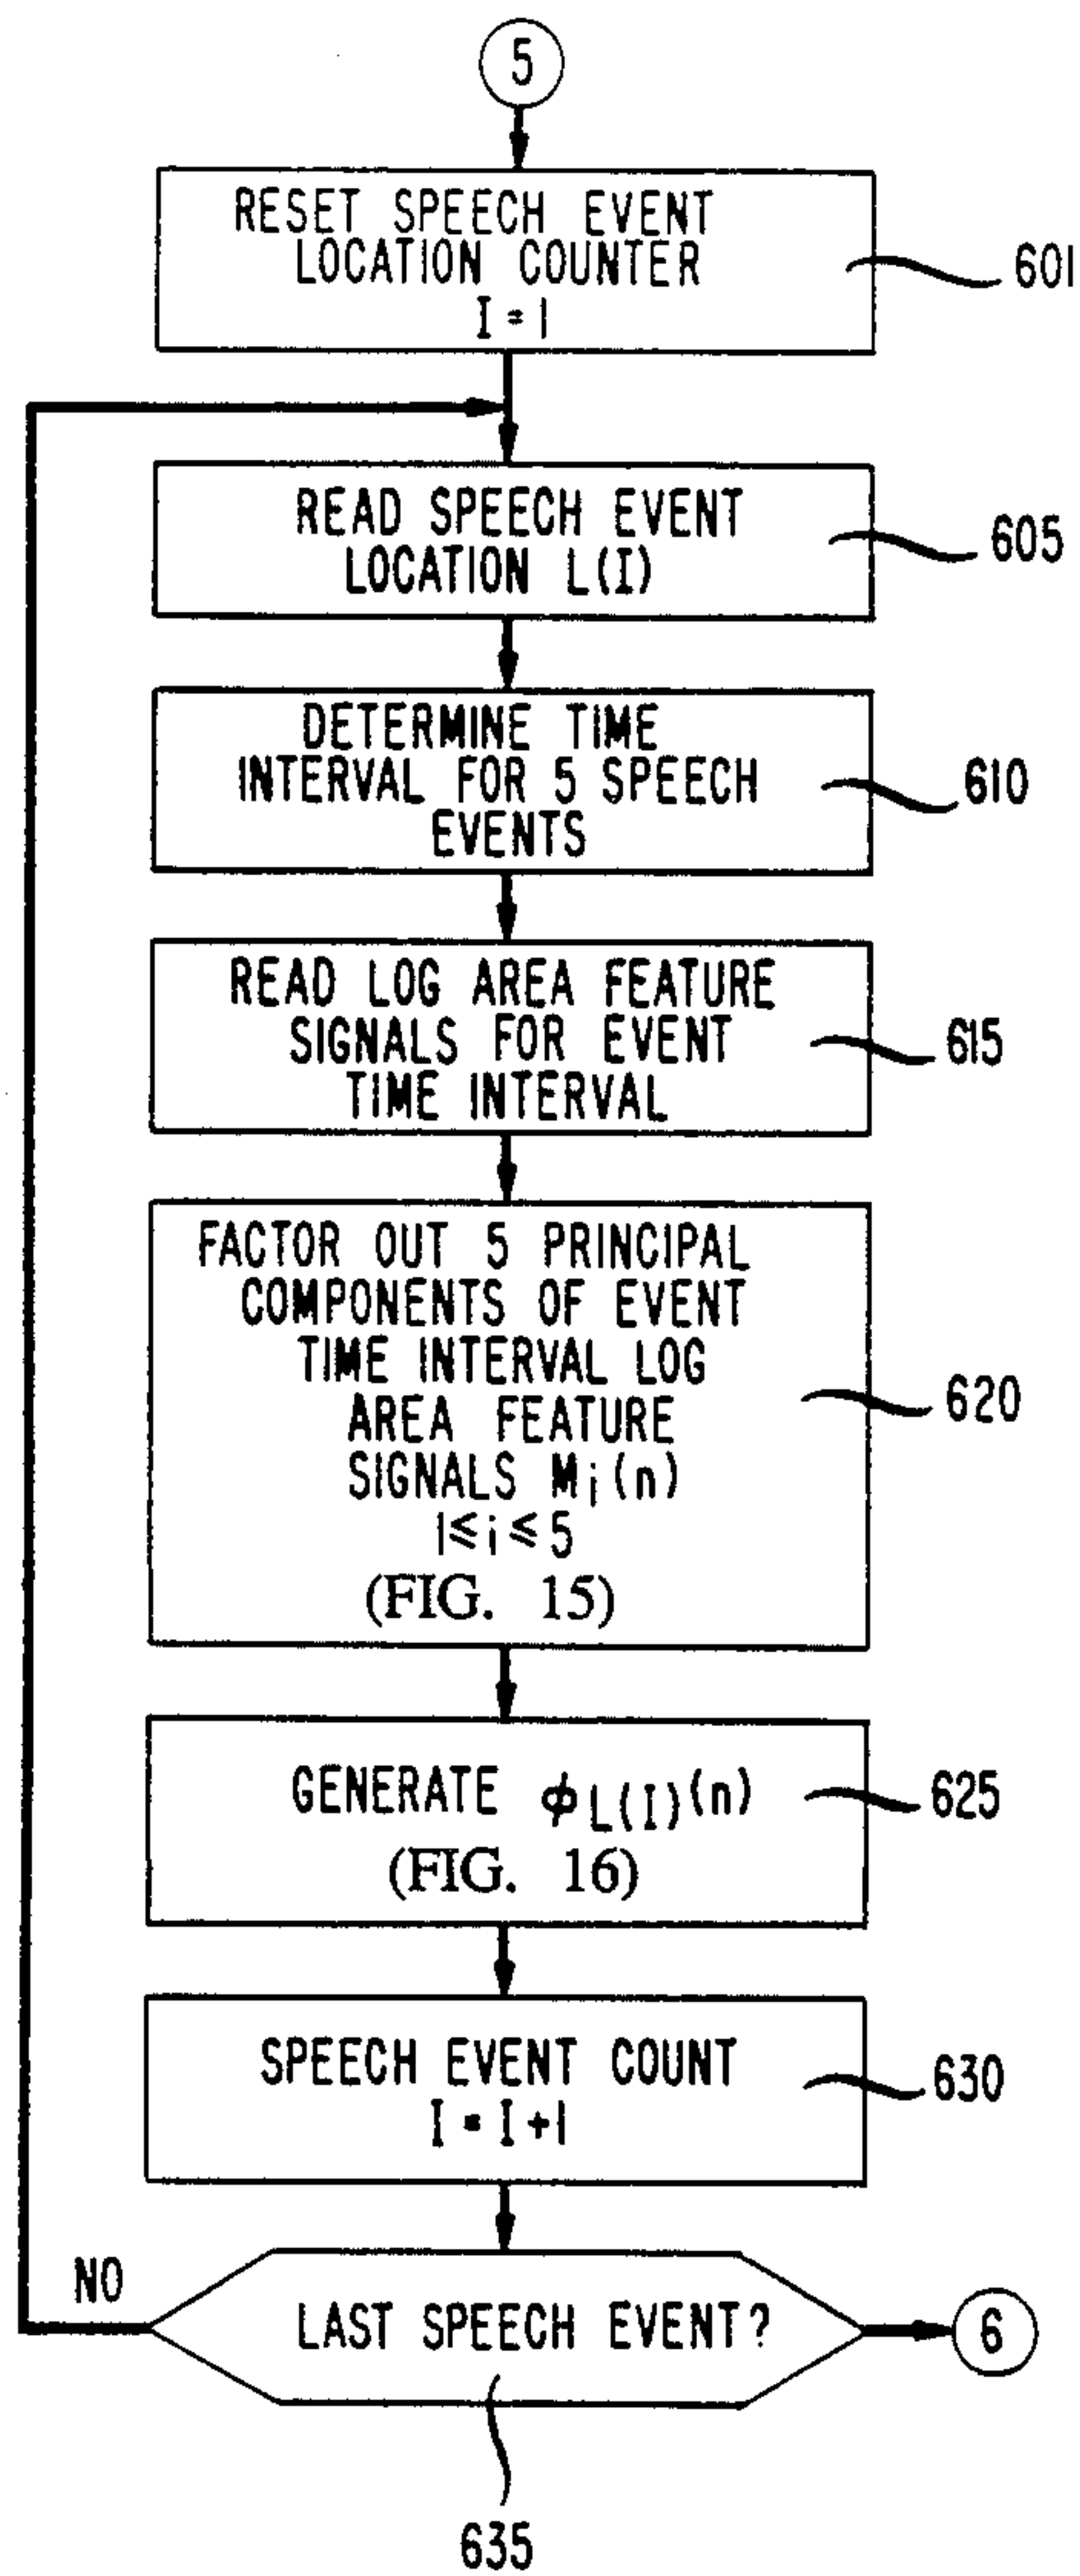 5
RESET SPEECH EVENT
LOCATION COUNTER
I = 1
601
READ SPEECH EVENT
LOCATION L(I)
605
DETERMINE TIME
INTERVAL FOR 5 SPEECH
EVENTS
610
READ LOG AREA FEATURE
SIGNALS FOR EVENT
TIME INTERVAL
615
FACTOR OUT 5 PRINCIPAL
COMPONENTS OF EVENT
TIME INTERVAL LOG
AREA FEATURE
SIGNALS Mi(n)
1≤i≤5
(FIG. 15)
620
GENERATE ϕL(I)(n)
(FIG. 16)
625
SPEECH EVENT COUNT
I = I+1
630
NO
LAST SPEECH EVENT?
6
635